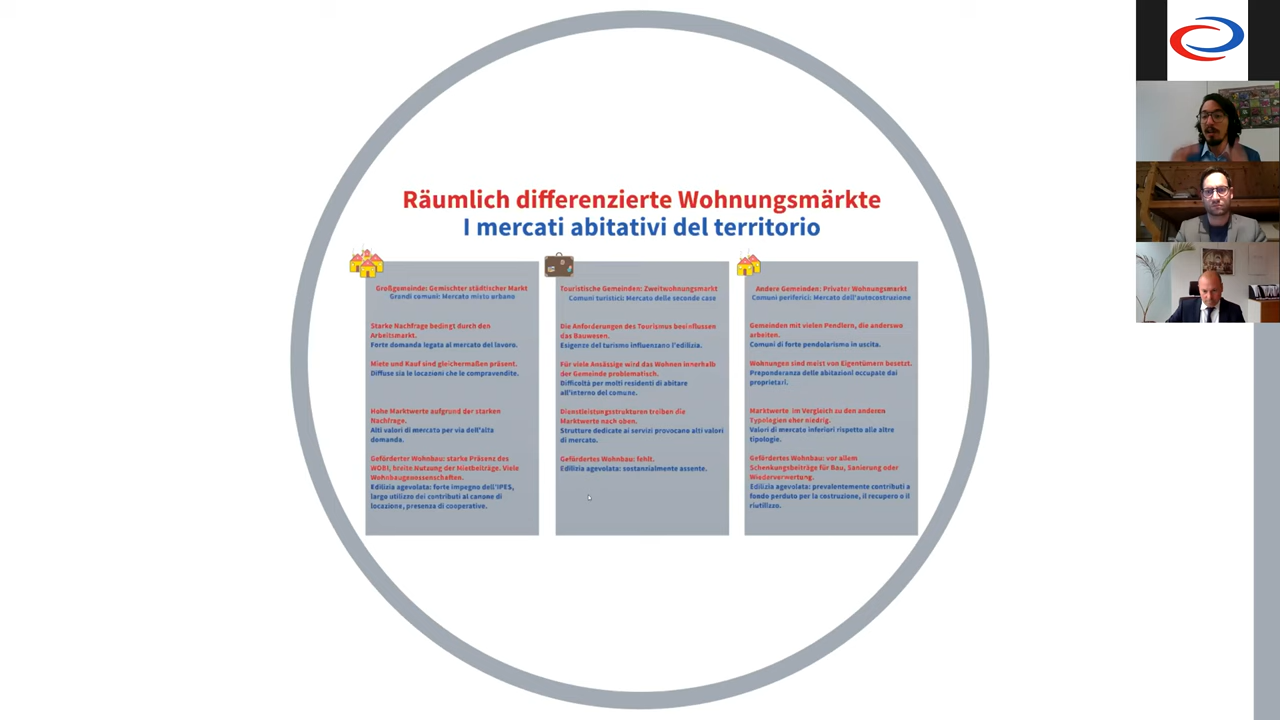 Räumlich differenzierte Wohnungsmärkte
I mercati abitativi del territorio
Großgemeinde: Gemischter städtischer Markt
Grandi comuni: Mercato misto urbano
Starke Nachfrage bedingt durch den
Arbeitsmarkt.
Forte domanda legata al mercato del lavoro.
Miete und Kauf sind gleichermaßen präsent.
Diffuse sia le locazioni che le compravendite.
Hohe Marktwerte aufgrund der starken
Nachfrage.
Alti valori di mercato per via dell'alta
domanda.
Geförderter Wohnbau: starke Präsenz des
WOBI, breite Nutzung der Mietbeiträge. Viele
Wohnbaugenossenschaften.
Edilizia agevolata: forte impegno dell'IPES,
largo utilizzo dei contributi al canone di
locazione, presenza di cooperative.
Touristische Gemeinden: Zweitwohnungsmarkt
Comuni turistici: Mercato delle seconde case
Die Anforderungen des Tourismus beeinflussen
das Bauwesen.
Esigenze del turismo influenzano l'edilizia.
Für viele Ansässige wird das Wohnen innerhalb
der Gemeinde problematisch.
Difficoltà per molti residenti di abitare
all'interno del comune.
Dienstleistungsstrukturen treiben die
Marktwerte nach oben.
Strutture dedicate ai servizi provocano alti valori
di mercato.
Gefördertes Wohnbau: fehlt.
Edilizia agevolata: sostanzialmente assente.
Andere Gemeinden: Privater Wohnungsmarkt
Comuni periferici: Mercato dell'autocostruzione
Gemeinden mit vielen Pendlern, die anderswo
arbeiten.
Comuni di forte pendolarismo in uscita.
Wohnungen sind meist von Eigentümern besetzt.
Preponderanza delle abitazioni occupate dai
proprietari.
Marktwerte im Vergleich zu den anderen
Typologien eher niedrig.
Valori di mercato inferiori rispetto alle altre
tipologie.
Gefördertes Wohnbau: vor allem
Schenkungsbeiträge für Bau, Sanierung oder
Wiederverwertung.
Edilizia agevolata: prevalentemente contributi a
fondo perduto per la costruzione, il recupero o il
riutilizzo.